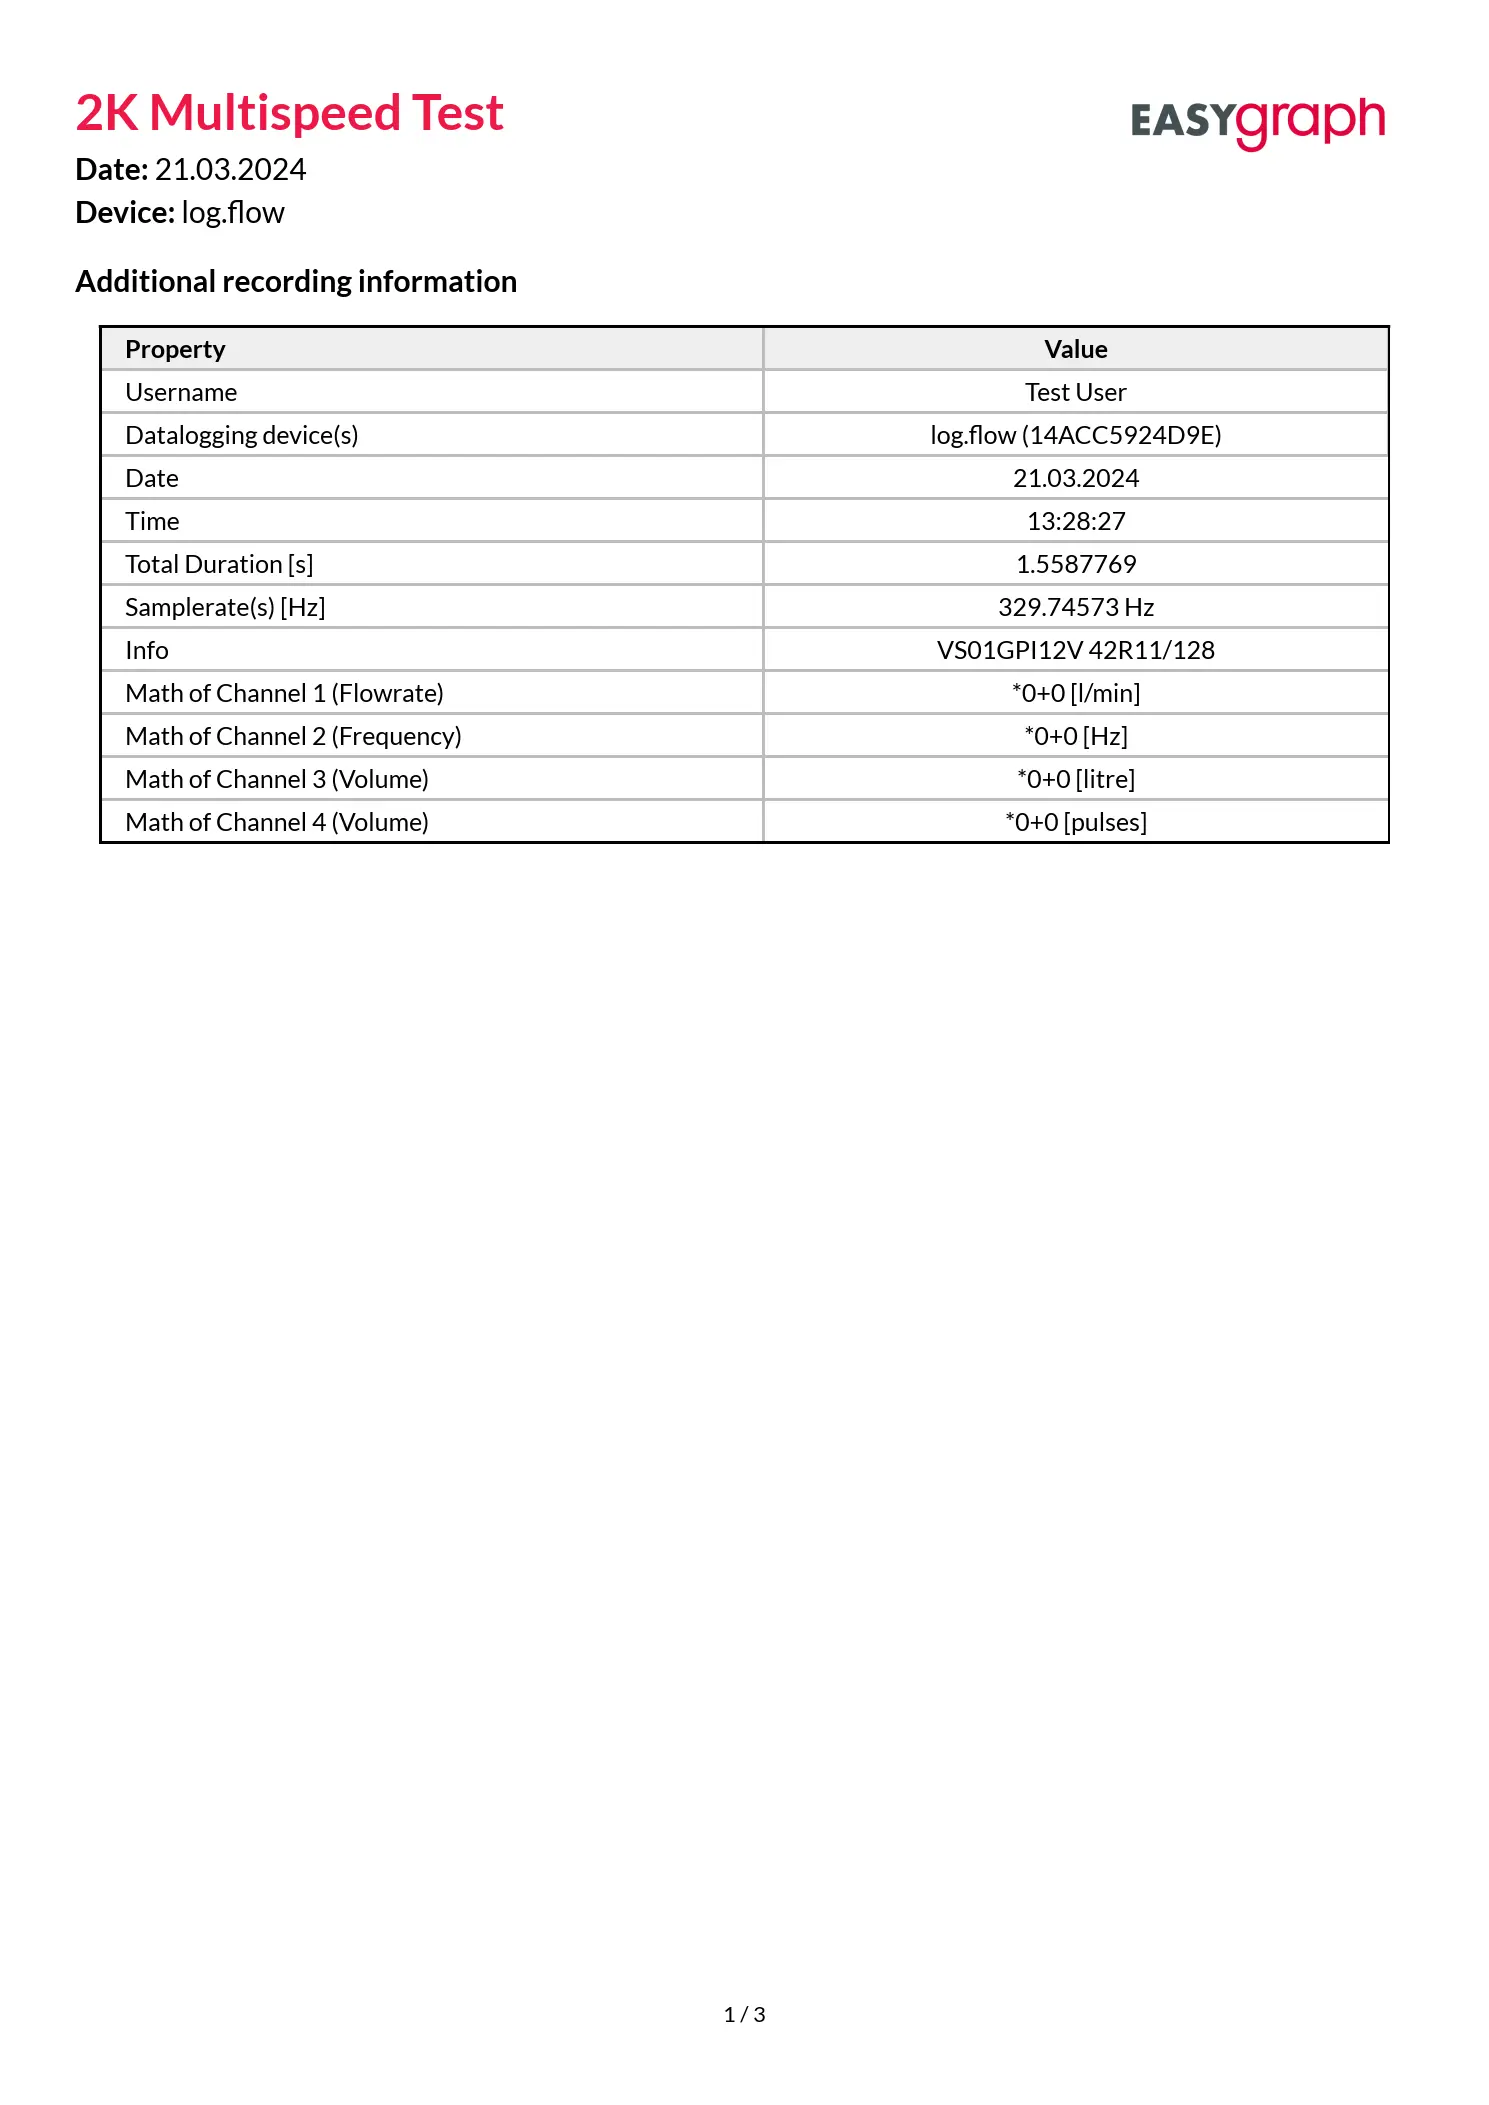 2K Multispeed Test
EASYgraph
Date: 21.03.2024
Device: log.flow
Additional recording information
Property Value
Username Test User
Datalogging device(s) log.flow (14ACC5924D9E)
Date 21.03.2024
Time 13:28:27
Total Duration [s] 1.5587769
Samplerate(s) [Hz] 329.74573 Hz
Info VS01GPI12V 42R11/128
Math of Channel 1 (Flowrate) *0+0 [l/min]
Math of Channel 2 (Frequency) *0+0 [Hz]
Math of Channel 3 (Volume) *0+0 [litre]
Math of Channel 4 (Volume) *0+0 [pulses]
1 / 3